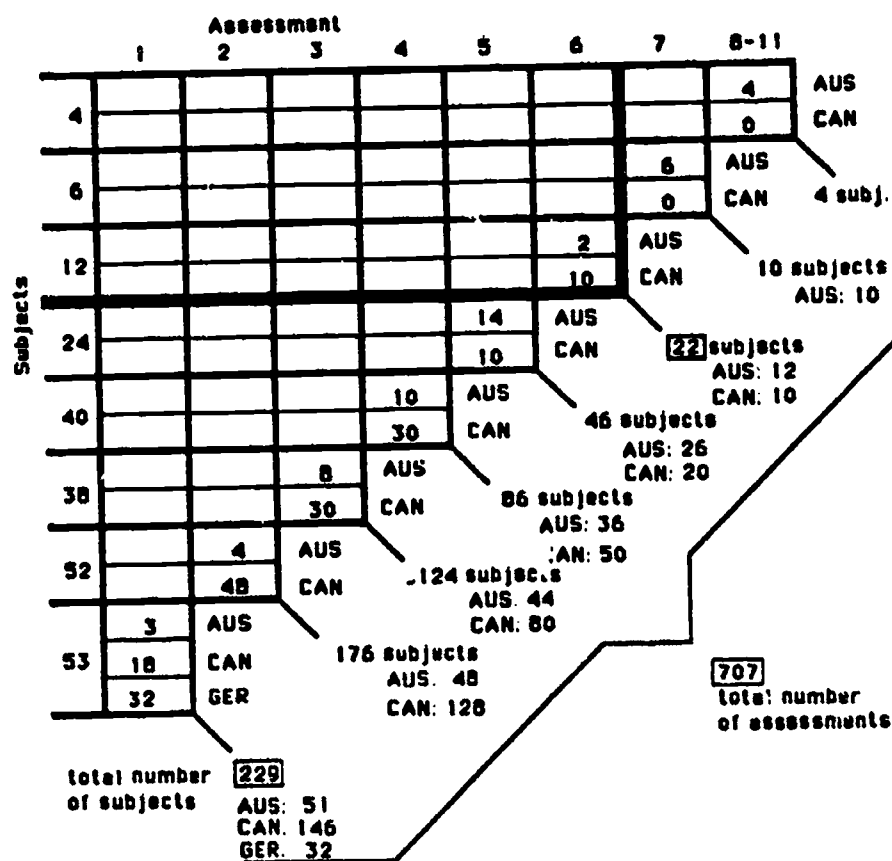 Assessment
1 2 3 4 5 6 7 8-11
Subjects
4 4 AUS
0 CAN
4 subj.
6 6 AUS
0 CAN
10 subjects
AUS: 10
12 2 AUS
10 CAN
22 subjects
AUS: 12
CAN: 10
24 14 AUS
10 CAN
46 subjects
AUS: 26
CAN: 20
40 10 AUS
30 CAN
86 subjects
AUS: 36
CAN: 50
38 8 AUS
30 CAN
124 subjects
AUS. 44
CAN: 80
52 4 AUS
48 CAN
176 subjects
AUS. 48
CAN: 128
53 3 AUS
18 CAN
32 GER
707
total number
of assessments
total number 229
of subjects
AUS: 51
CAN. 146
GER. 32